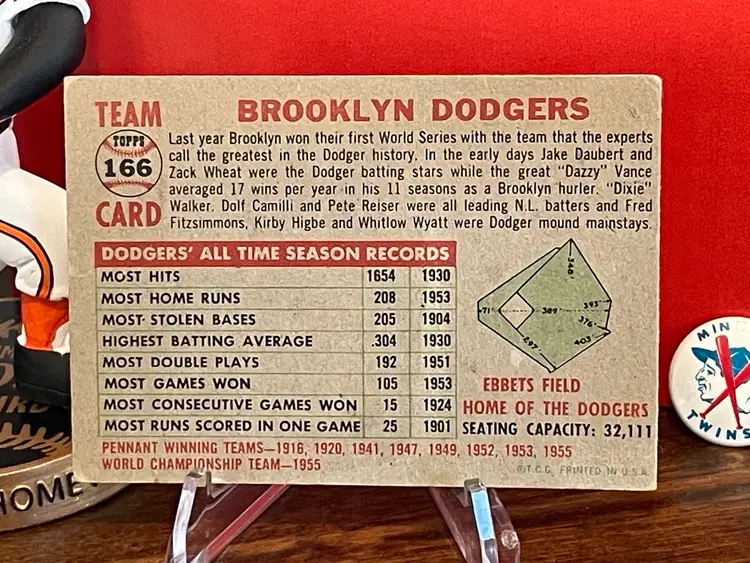 TEAM
BROOKLYN DODGERS
TOPPS
166
CARD
Last year Brooklyn won their first World Series with the team that the experts
call the greatest in the Dodger history. In the early days Jake Daubert and
Zack Wheat were the Dodger batting stars while the great "Dazzy" Vance
averaged 17 wins per year in his 11 seasons as a Brooklyn hurler. "Dixie"
Walker. Dolf Camilli and Pete Reiser were all leading N.L. batters and Fred
Fitzsimmons, Kirby Higbe and Whitlow Wyatt were Dodger mound mainstays.
DODGERS' ALL TIME SEASON RECORDS
MOST HITS 1654 1930
MOST HOME RUNS 208 1953
MOST STOLEN BASES 205 1904
HIGHEST BATTING AVERAGE .304 1930
MOST DOUBLE PLAYS 192 1951
MOST GAMES WON 105 1953
MOST CONSECUTIVE GAMES WON 15 1924
MOST RUNS SCORED IN ONE GAME 25 1901
348'
71'
389'
393'
376'
403'
297'
EBBETS FIELD
HOME OF THE DODGERS
SEATING CAPACITY: 32,111
PENNANT WINNING TEAMS—1916, 1920, 1941, 1947, 1949, 1952, 1953, 1955
WORLD CHAMPIONSHIP TEAM—1955
©T.C.G. PRINTED IN U.S.A.
MIN
TWINS
HOME